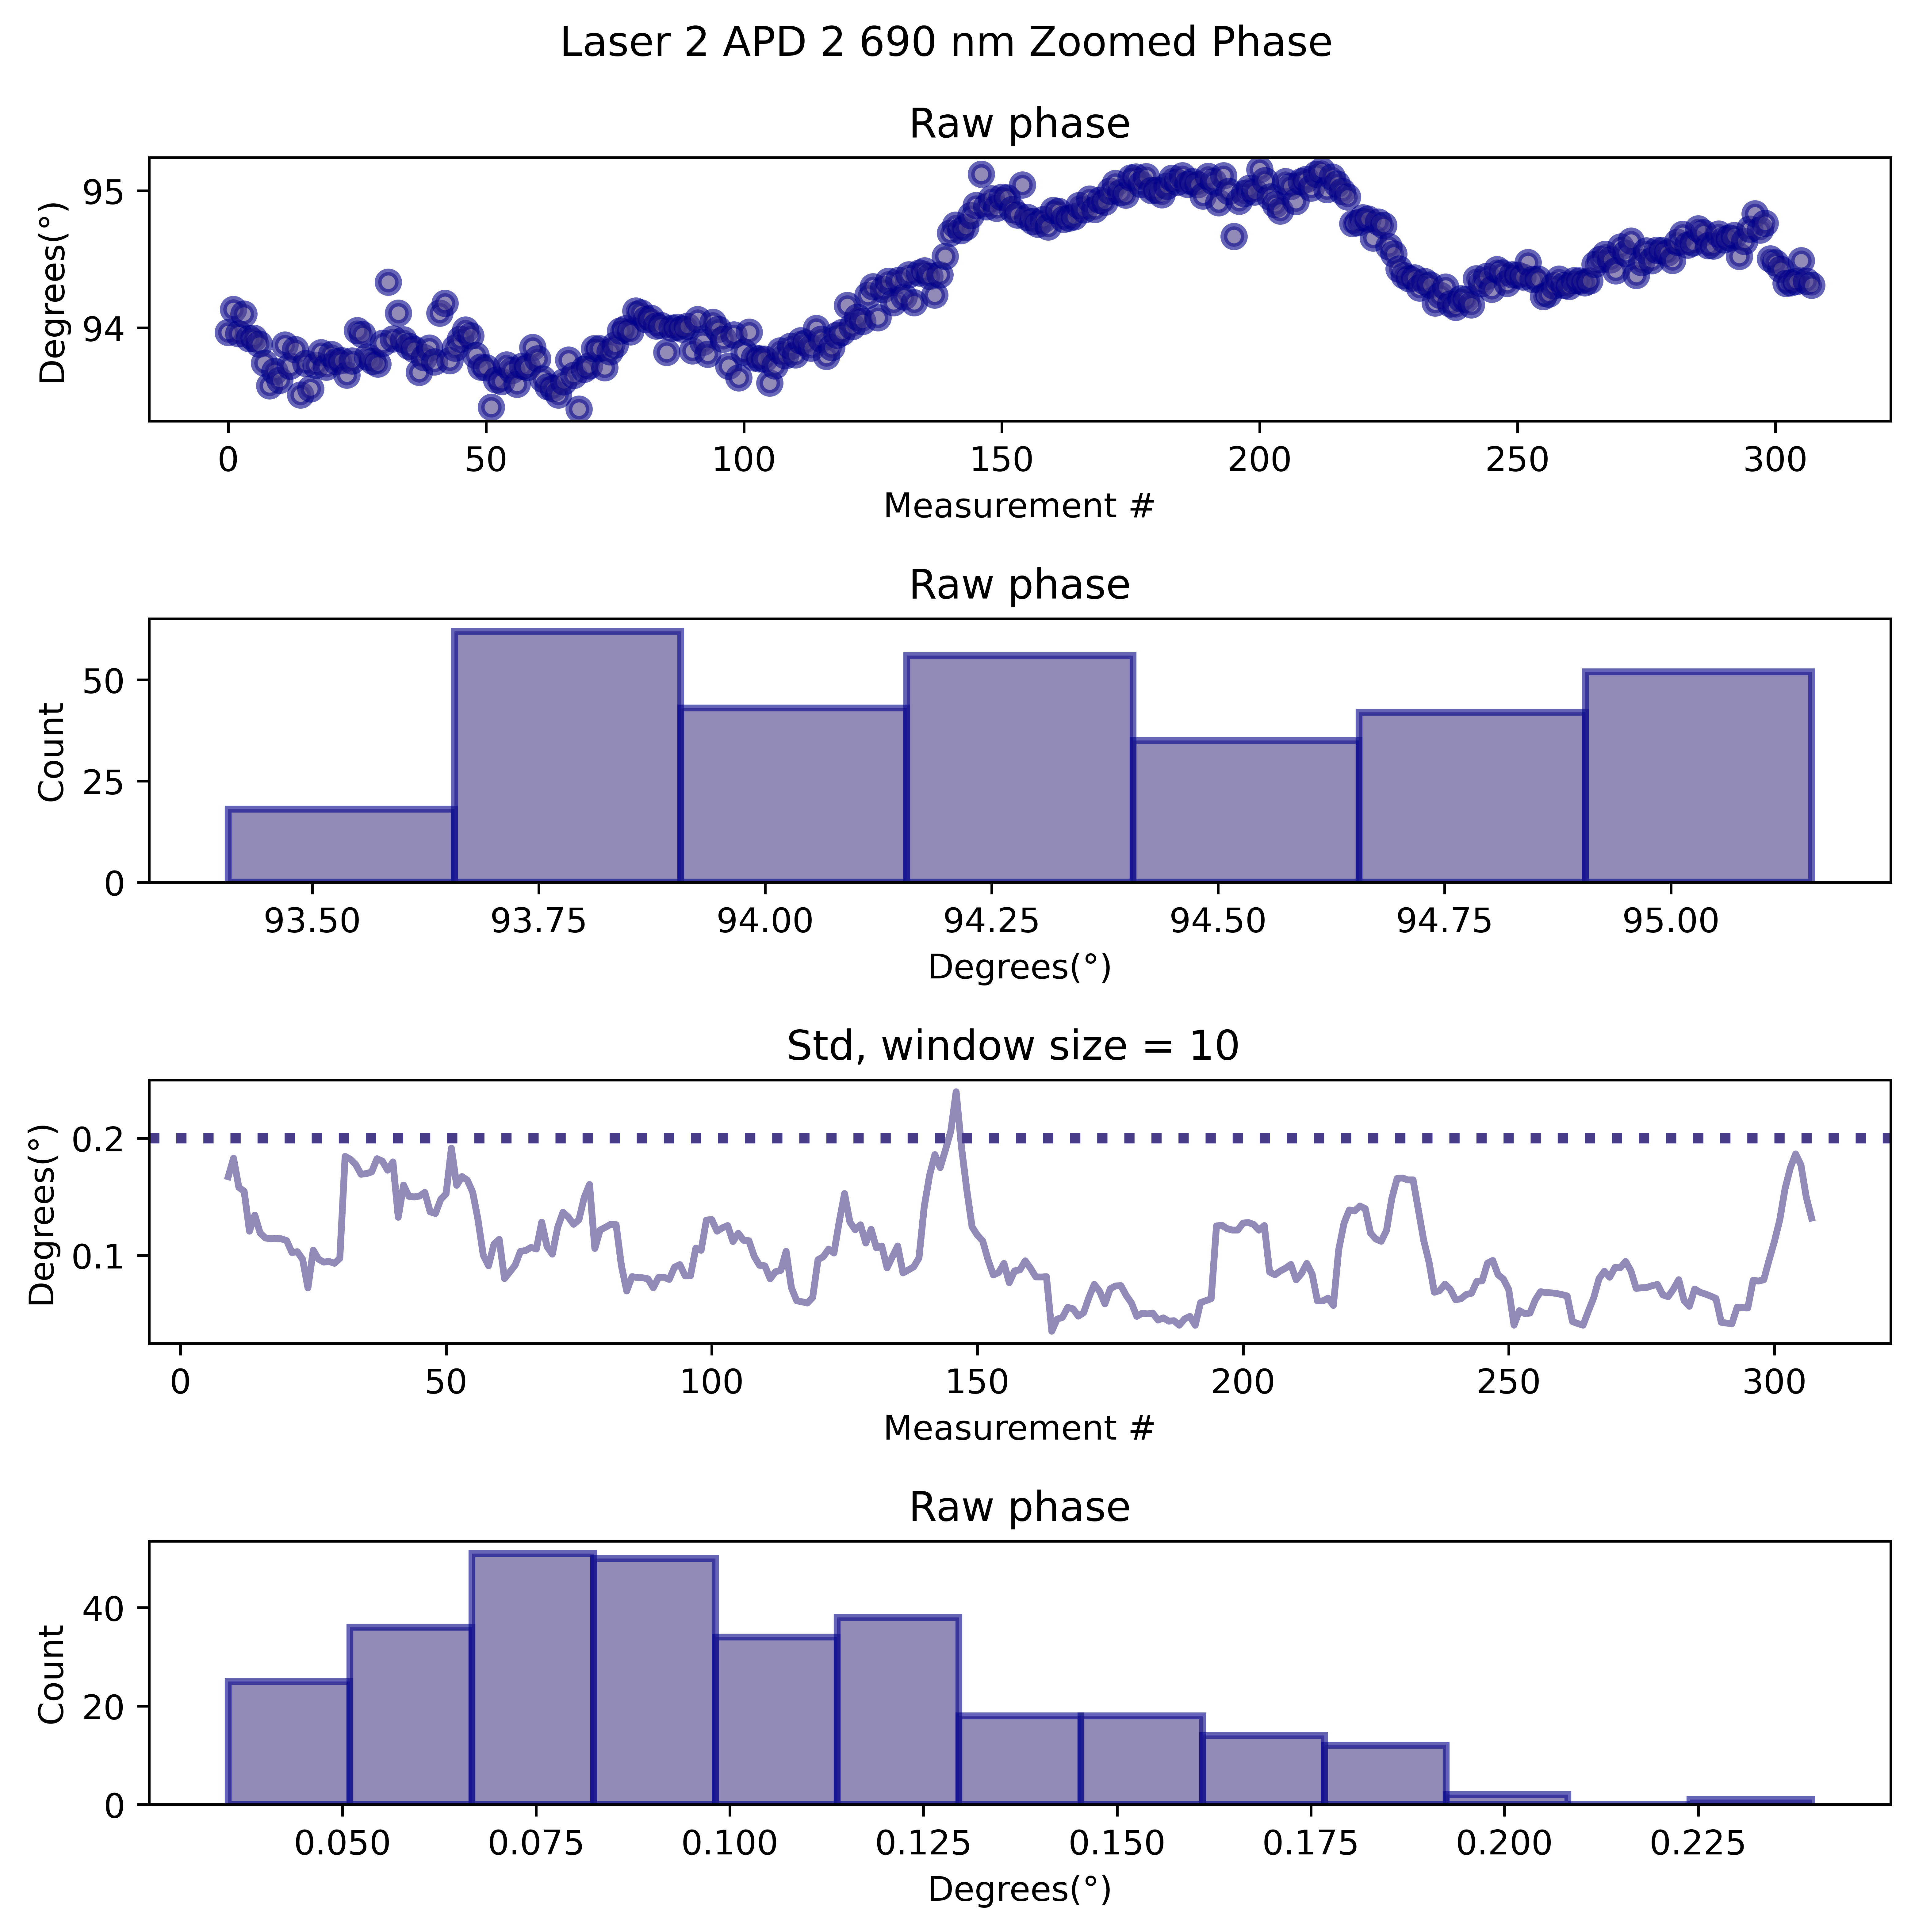 Laser 2 APD 2 690 nm Zoomed Phase
Raw phase
Degrees(°)
95
94
0 50 100 150 200 250 300
Measurement #
Raw phase
Count
50
25
0
93.50 93.75 94.00 94.25 94.50 94.75 95.00
Degrees(°)
Std, window size = 10
Degrees(°)
0.2
0.1
0 50 100 150 200 250 300
Measurement #
Raw phase
Count
40
20
0
0.050 0.075 0.100 0.125 0.150 0.175 0.200 0.225
Degrees(°)